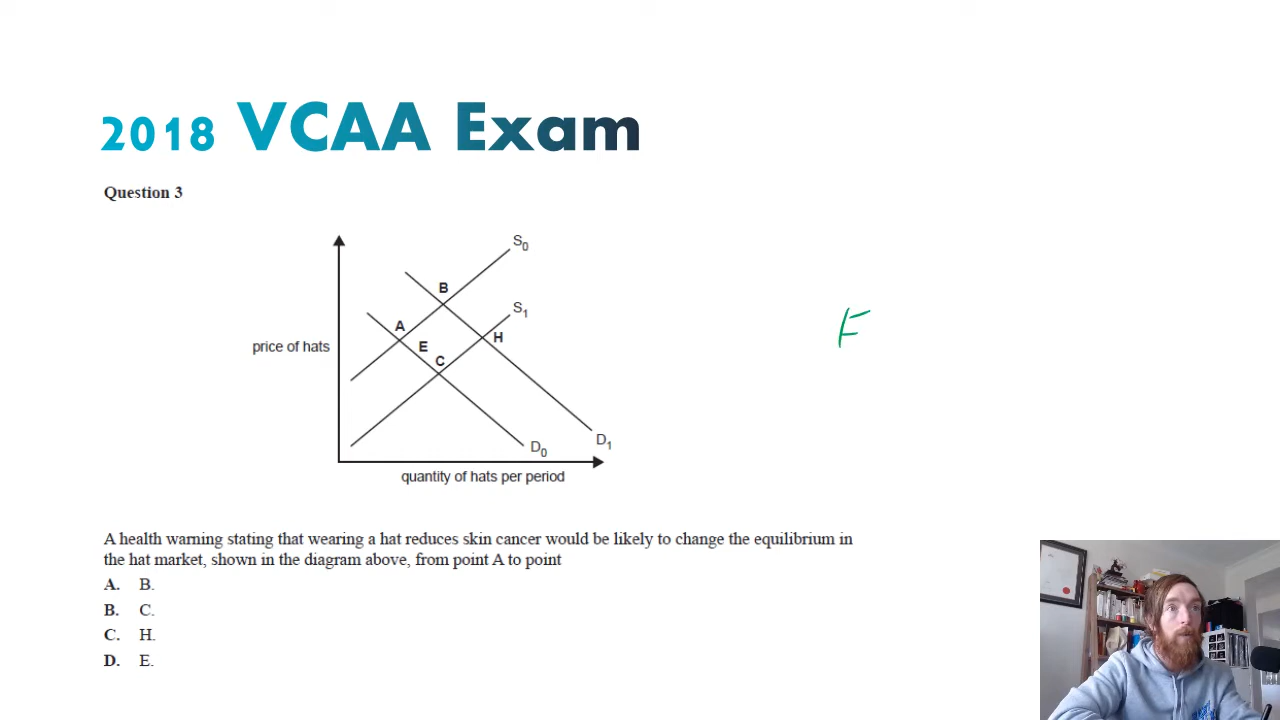 2018 VCAA Exam
Question 3
S0
B
S1
A
H
E
price of hats
C
E
D1
D0
quantity of hats per period
A health warning stating that wearing a hat reduces skin cancer would be likely to change the equilibrium in
the hat market, shown in the diagram above, from point A to point
A. B.
B. C.
C. H.
D. E.